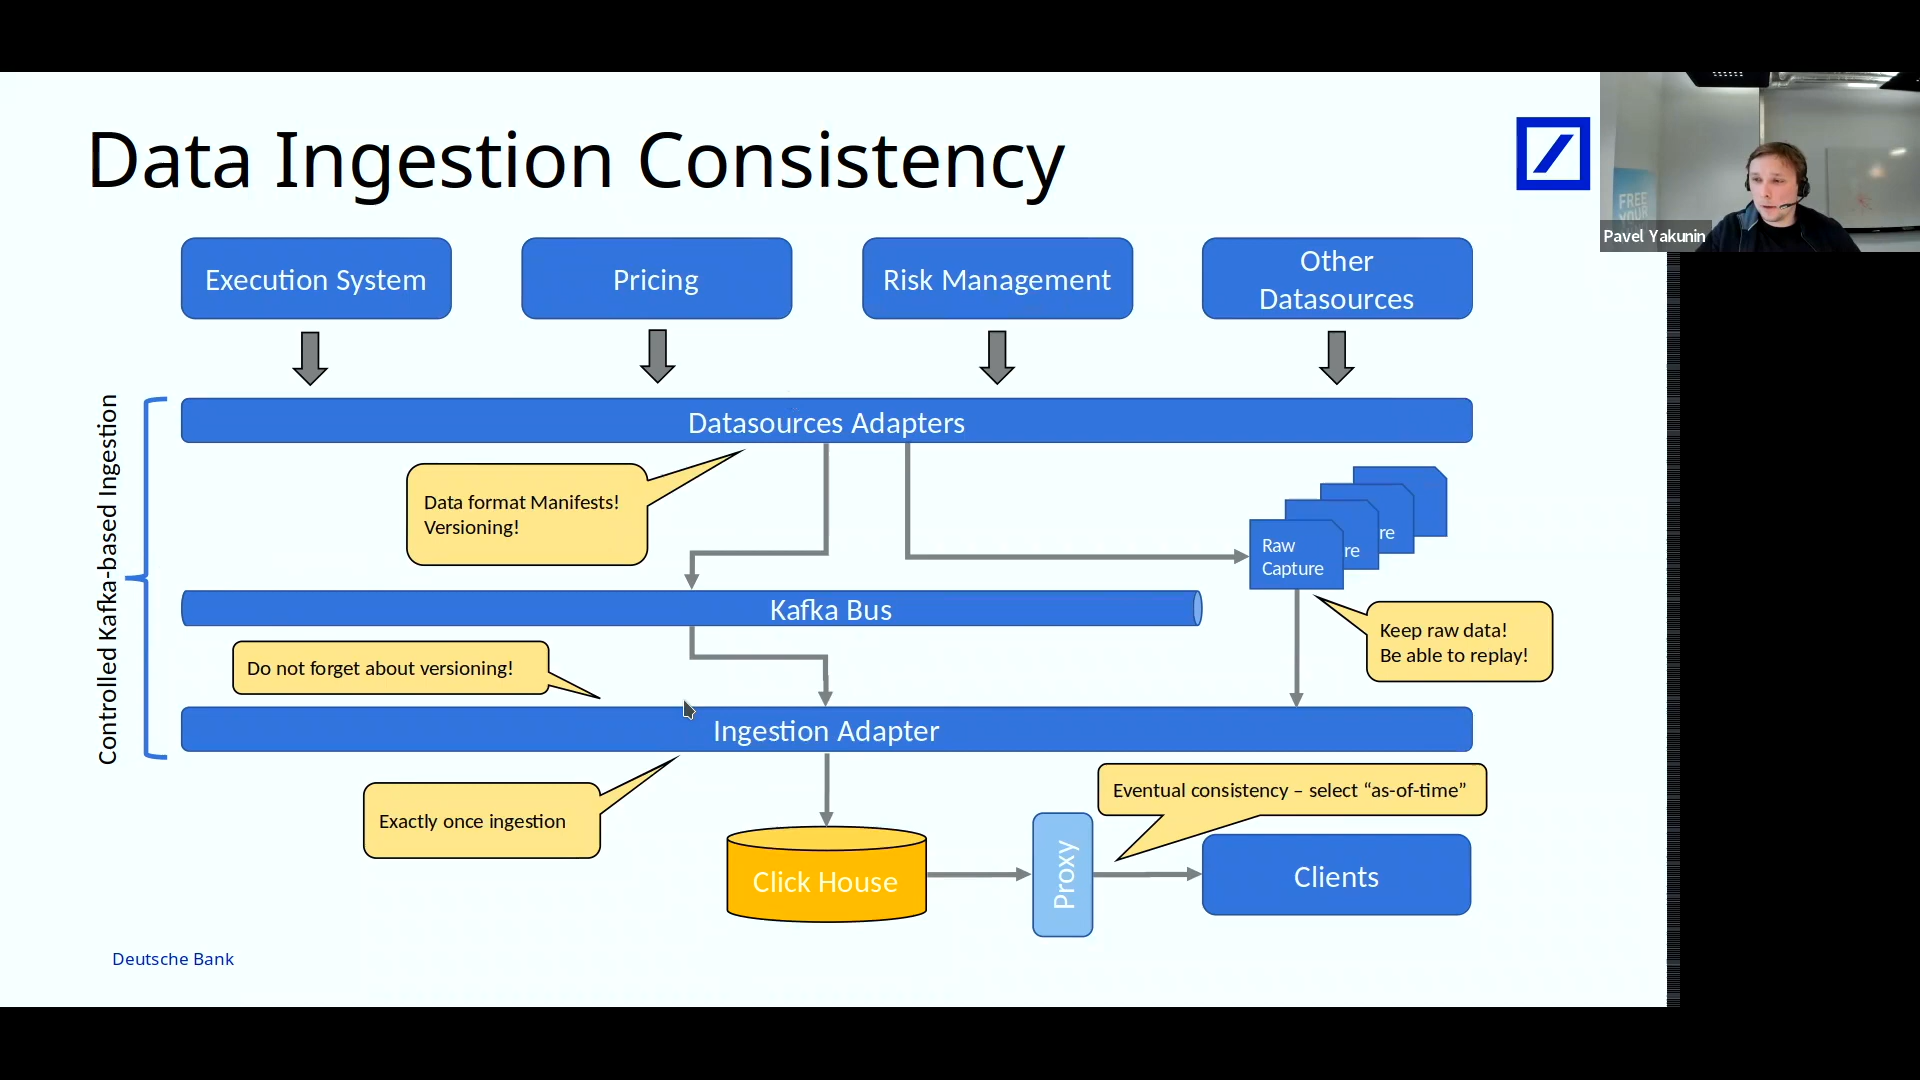 Data Ingestion Consistency
FREE
YOUR
Pavel Yakunin
Execution System
Pricing
Risk Management
Other
Datasources
Controlled Kafka-based Ingestion
Datasources Adapters
Data format Manifests!
Versioning!
Raw
Capture
re
re
Kafka Bus
Keep raw data!
Be able to replay!
Do not forget about versioning!
Ingestion Adapter
Exactly once ingestion
Eventual consistency – select “as-of-time”
Click House
Proxy
Clients
Deutsche Bank